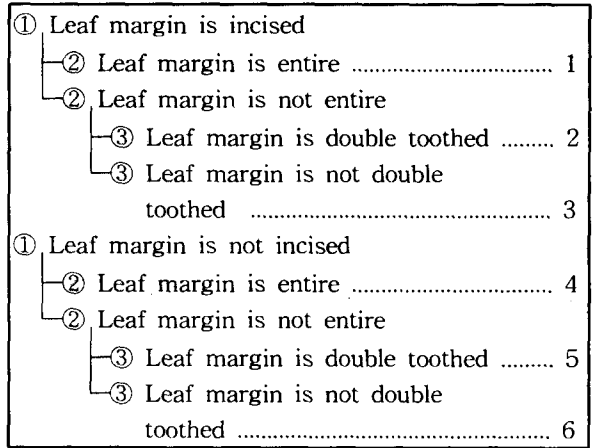 ① Leaf margin is incised
② Leaf margin is entire ................................. 1
② Leaf margin is not entire
③ Leaf margin is double toothed ......... 2
③ Leaf margin is not double
toothed ................................................. 3
① Leaf margin is not incised
② Leaf margin is entire ................................. 4
② Leaf margin is not entire
③ Leaf margin is double toothed ......... 5
③ Leaf margin is not double
toothed ................................................... 6